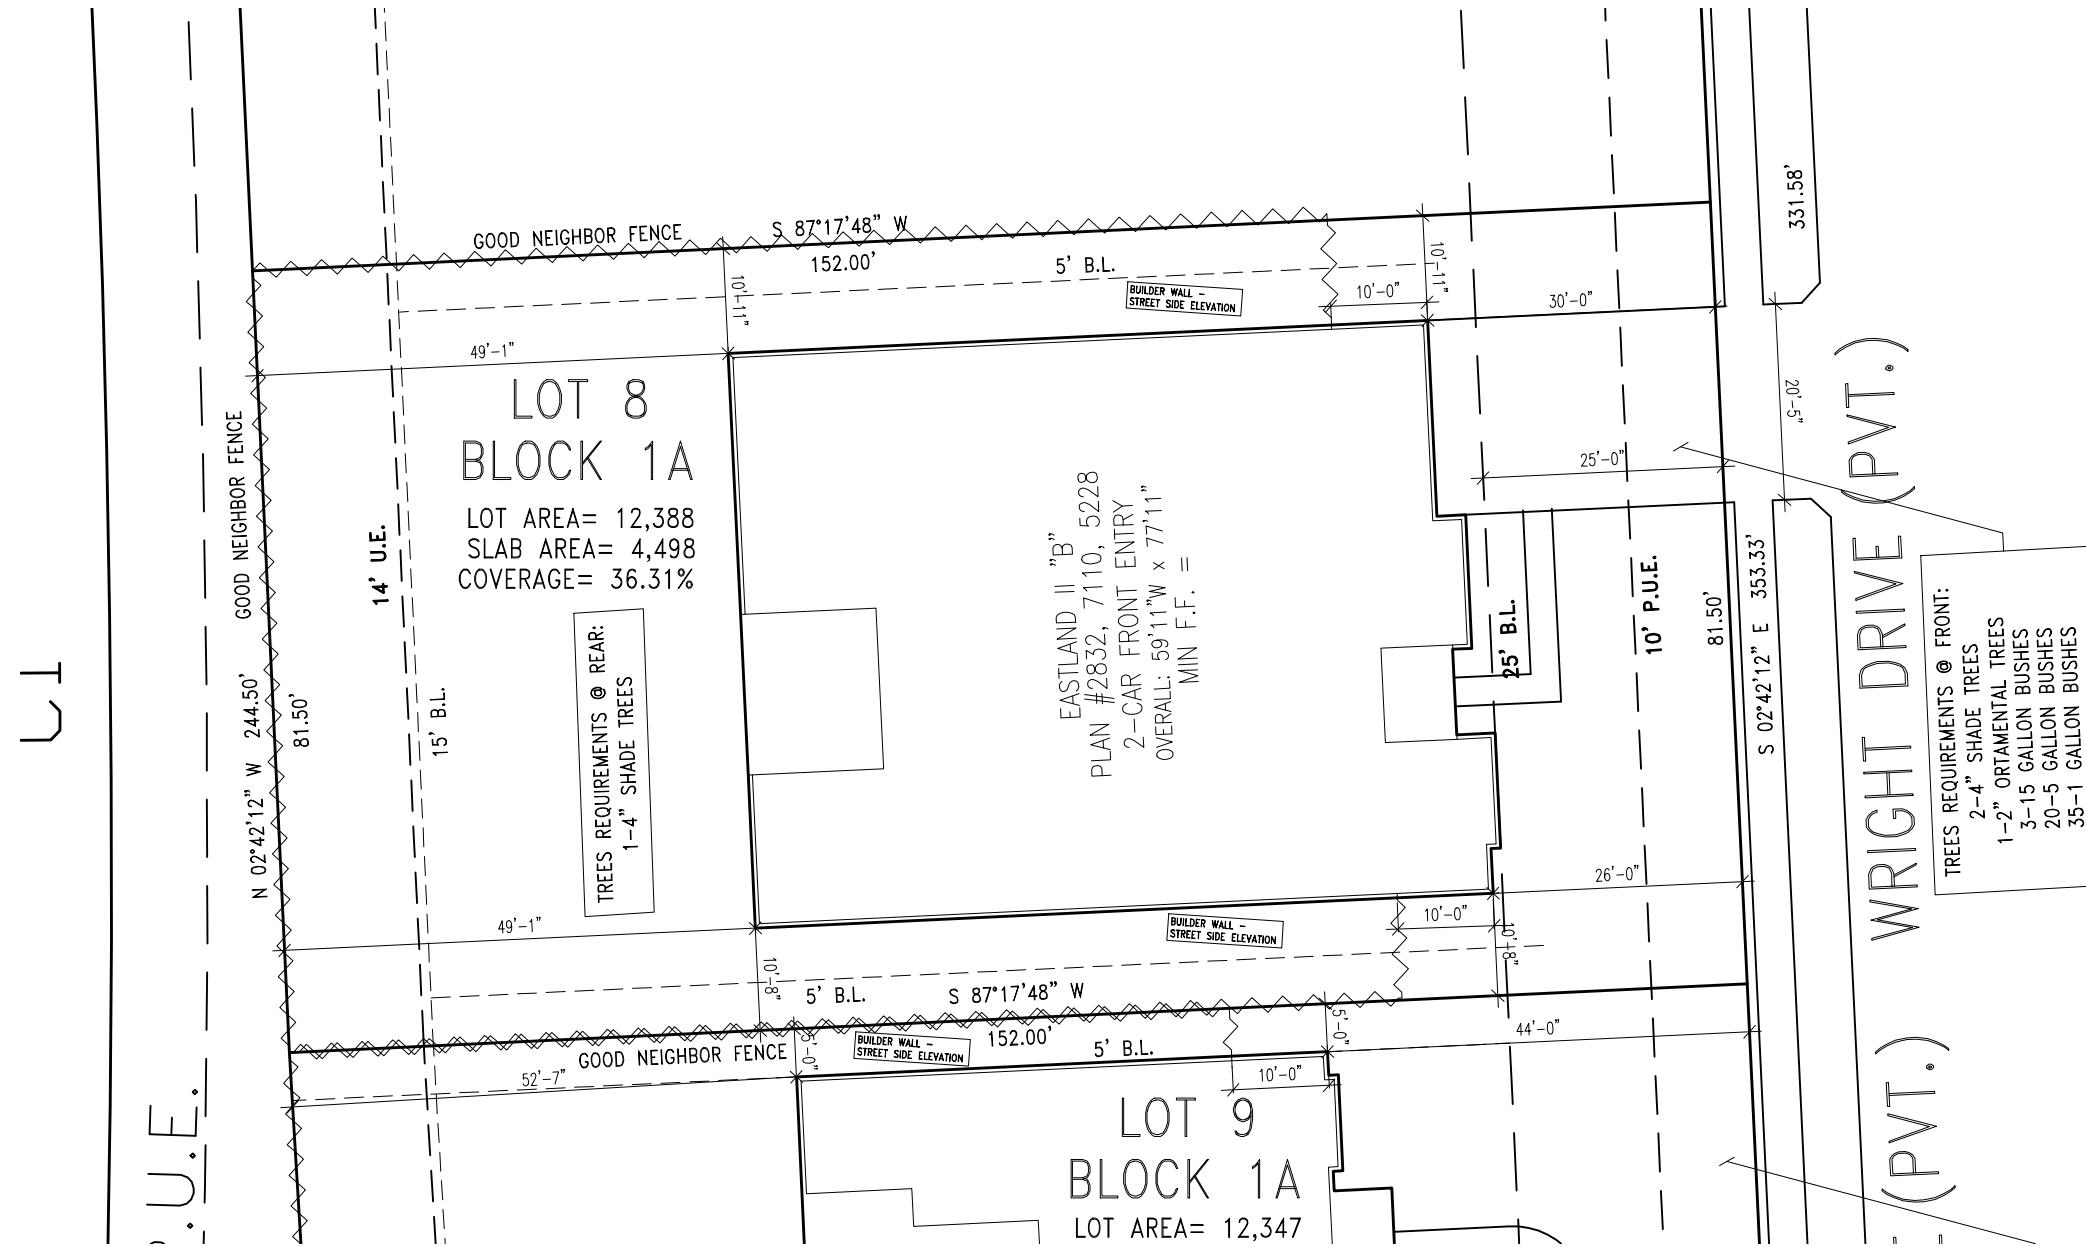 GOOD NEIGHBOR FENCE
S 87°17'48" W
152.00'
5' B.L.
BUILDER WALL -
STREET SIDE ELEVATION
10'-11"
10'-11"
10'-0"
30'-0"
331.58'
49'-1"
LOT 8
BLOCK 1A
LOT AREA= 12,388
SLAB AREA= 4,498
COVERAGE= 36.31%
GOOD NEIGHBOR FENCE
N 02°42'12" W 244.50'
81.50'
14' U.E.
15' B.L.
TREES REQUIREMENTS @ REAR:
1-4" SHADE TREES
EASTLAND II "B"
PLAN #2832, 7110, 5228
2-CAR FRONT ENTRY
OVERALL: 59'11"W x 77'11"
MIN F.F. =
25'-0"
20'-5"
25' B.L.
10' P.U.E.
81.50'
S 02°42'12" E 353.33'
WRIGHT DRIVE (PVT.)
TREES REQUIREMENTS @ FRONT:
2-4" SHADE TREES
1-2" ORTAMENTAL TREES
3-15 GALLON BUSHES
20-5 GALLON BUSHES
35-1 GALLON BUSHES
26'-0"
49'-1"
BUILDER WALL -
STREET SIDE ELEVATION
10'-0"
10'-8"
10'-8"
5' B.L.
S 87°17'48" W
152.00'
GOOD NEIGHBOR FENCE
BUILDER WALL -
STREET SIDE ELEVATION
5'-0"
5'-0"
5' B.L.
44'-0"
52'-7"
10'-0"
LOT 9
BLOCK 1A
LOT AREA= 12,347
.U.E.
(PVT.)